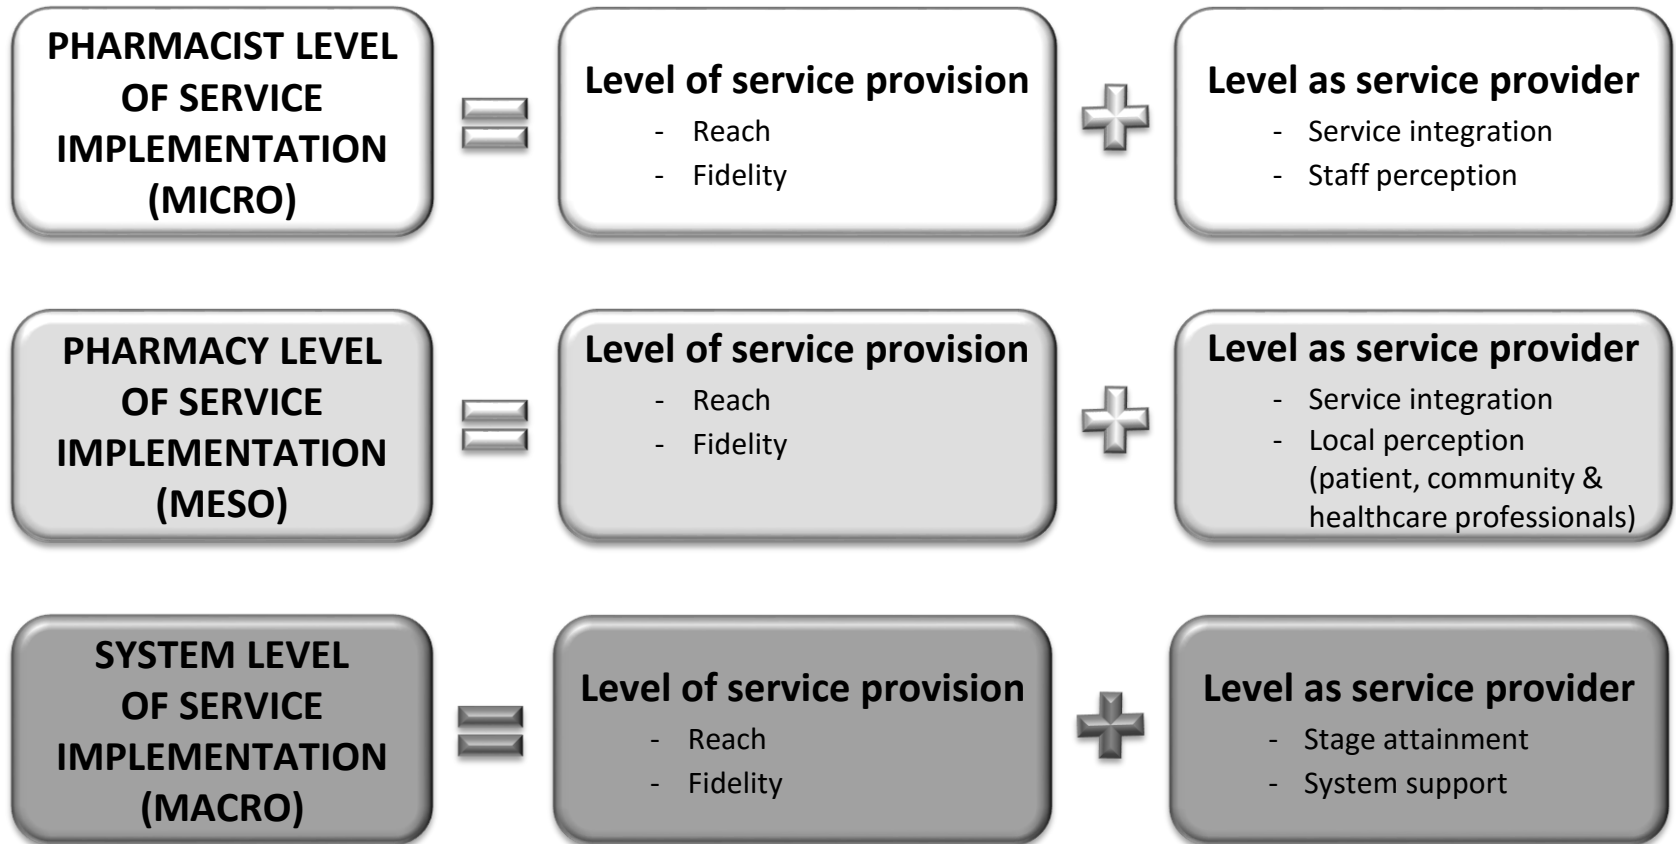 PHARMACIST LEVEL
OF SERVICE
IMPLEMENTATION
(MICRO)
Level of service provision
- Reach
- Fidelity
Level as service provider
- Service integration
- Staff perception
PHARMACY LEVEL
OF SERVICE
IMPLEMENTATION
(MESO)
Level of service provision
- Reach
- Fidelity
Level as service provider
- Service integration
- Local perception
(patient, community &
healthcare professionals)
SYSTEM LEVEL
OF SERVICE
IMPLEMENTATION
(MACRO)
Level of service provision
- Reach
- Fidelity
Level as service provider
- Stage attainment
- System support